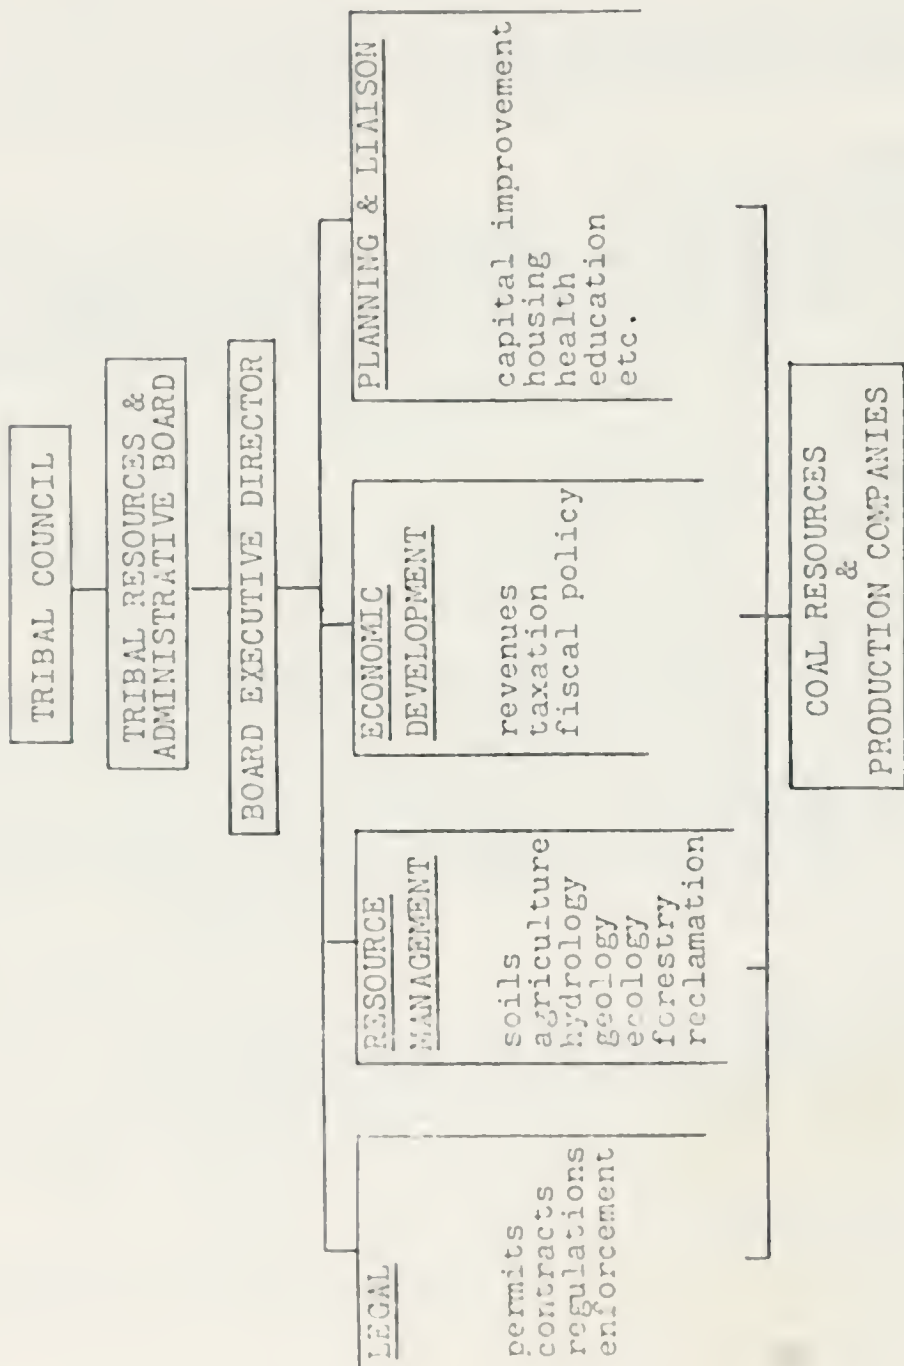 TRIBAL COUNCIL
TRIBAL RESOURCES &
ADMINISTRATIVE BOARD
BOARD EXECUTIVE DIRECTOR
LEGAL
permits
contracts
regulations
enforcement
RESOURCE
MANAGEMENT
soils
agriculture
hydrology
geology
ecology
forestry
reclamation
ECONOMIC
DEVELOPMENT
revenues
taxation
fiscal policy
PLANNING & LIAISON
capital improvement
housing
health
education
etc.
COAL RESOURCES
&
PRODUCTION COMPANIES